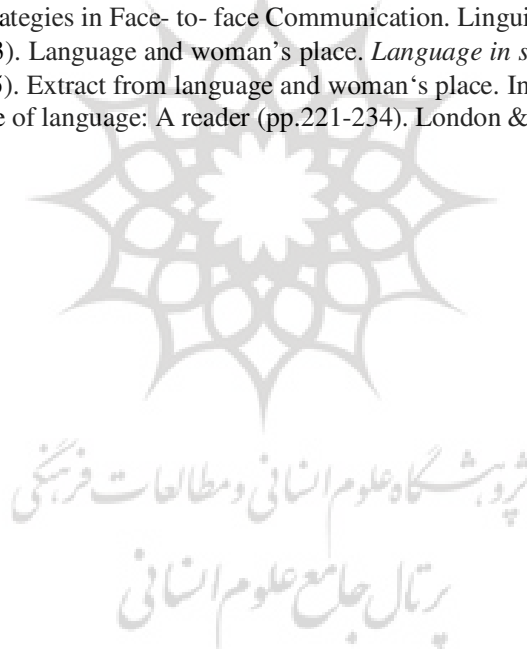 ategies in Face- to- face Communication. Lingui
3). Language and woman’s place. Language in s
5). Extract from language and woman‘s place. In
e of language: A reader (pp.221-234). London &
پژوهشگاه علوم انسانی و مطالعات فرهنگی
پرتال جامع علوم انسانی